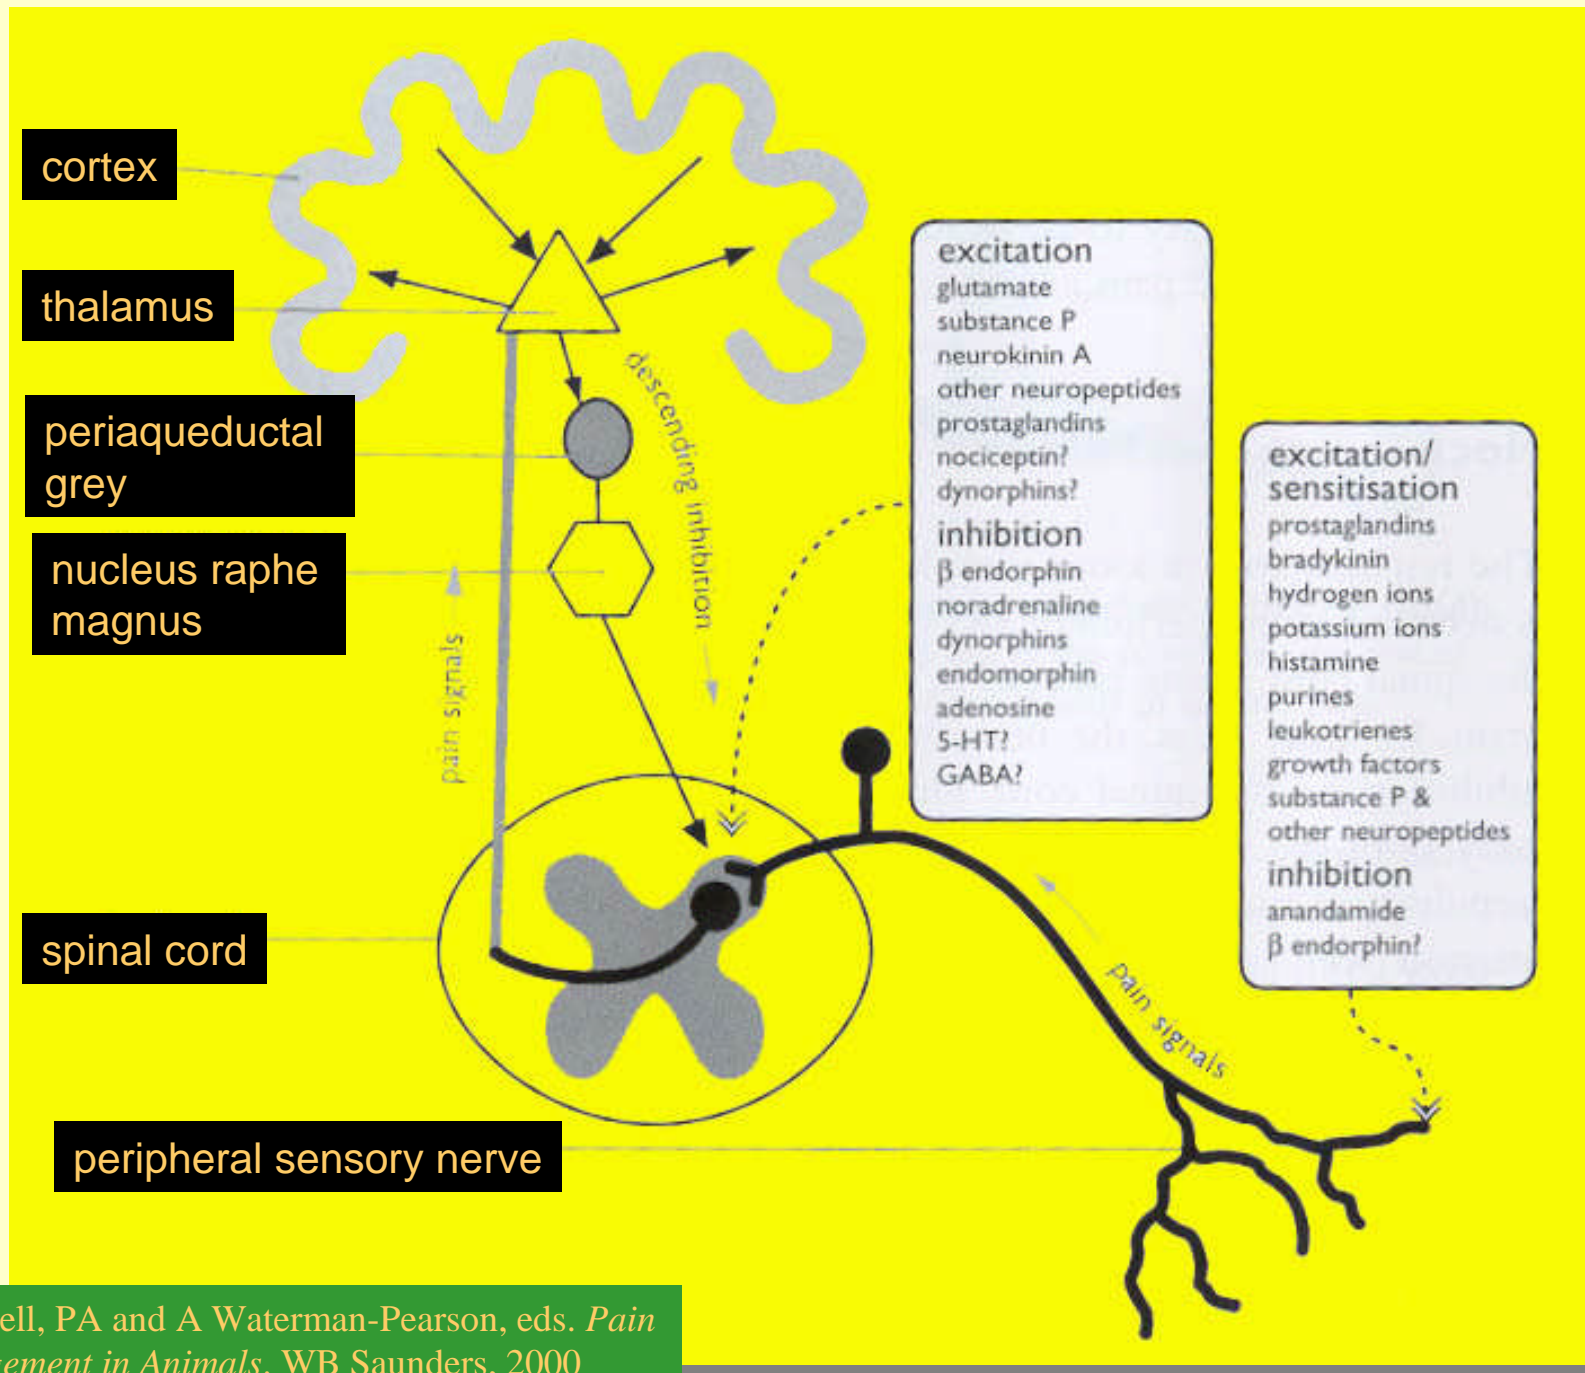 cortex
thalamus
periaqueductal
grey
nucleus raphe
magnus
spinal cord
peripheral sensory nerve
descending inhibition
pain signals
pain signals
excitation
glutamate
substance P
neurokinin A
other neuropeptides
prostaglandins
nociceptin?
dynorphins?
inhibition
β endorphin
noradrenaline
dynorphins
endomorphin
adenosine
5-HT?
GABA?
excitation/
sensitisation
prostaglandins
bradykinin
hydrogen ions
potassium ions
histamine
purines
leukotrienes
growth factors
substance P &
other neuropeptides
inhibition
anandamide
β endorphin?
ell, PA and A Waterman-Pearson, eds. Pain
ement in Animals. WB Saunders, 2000